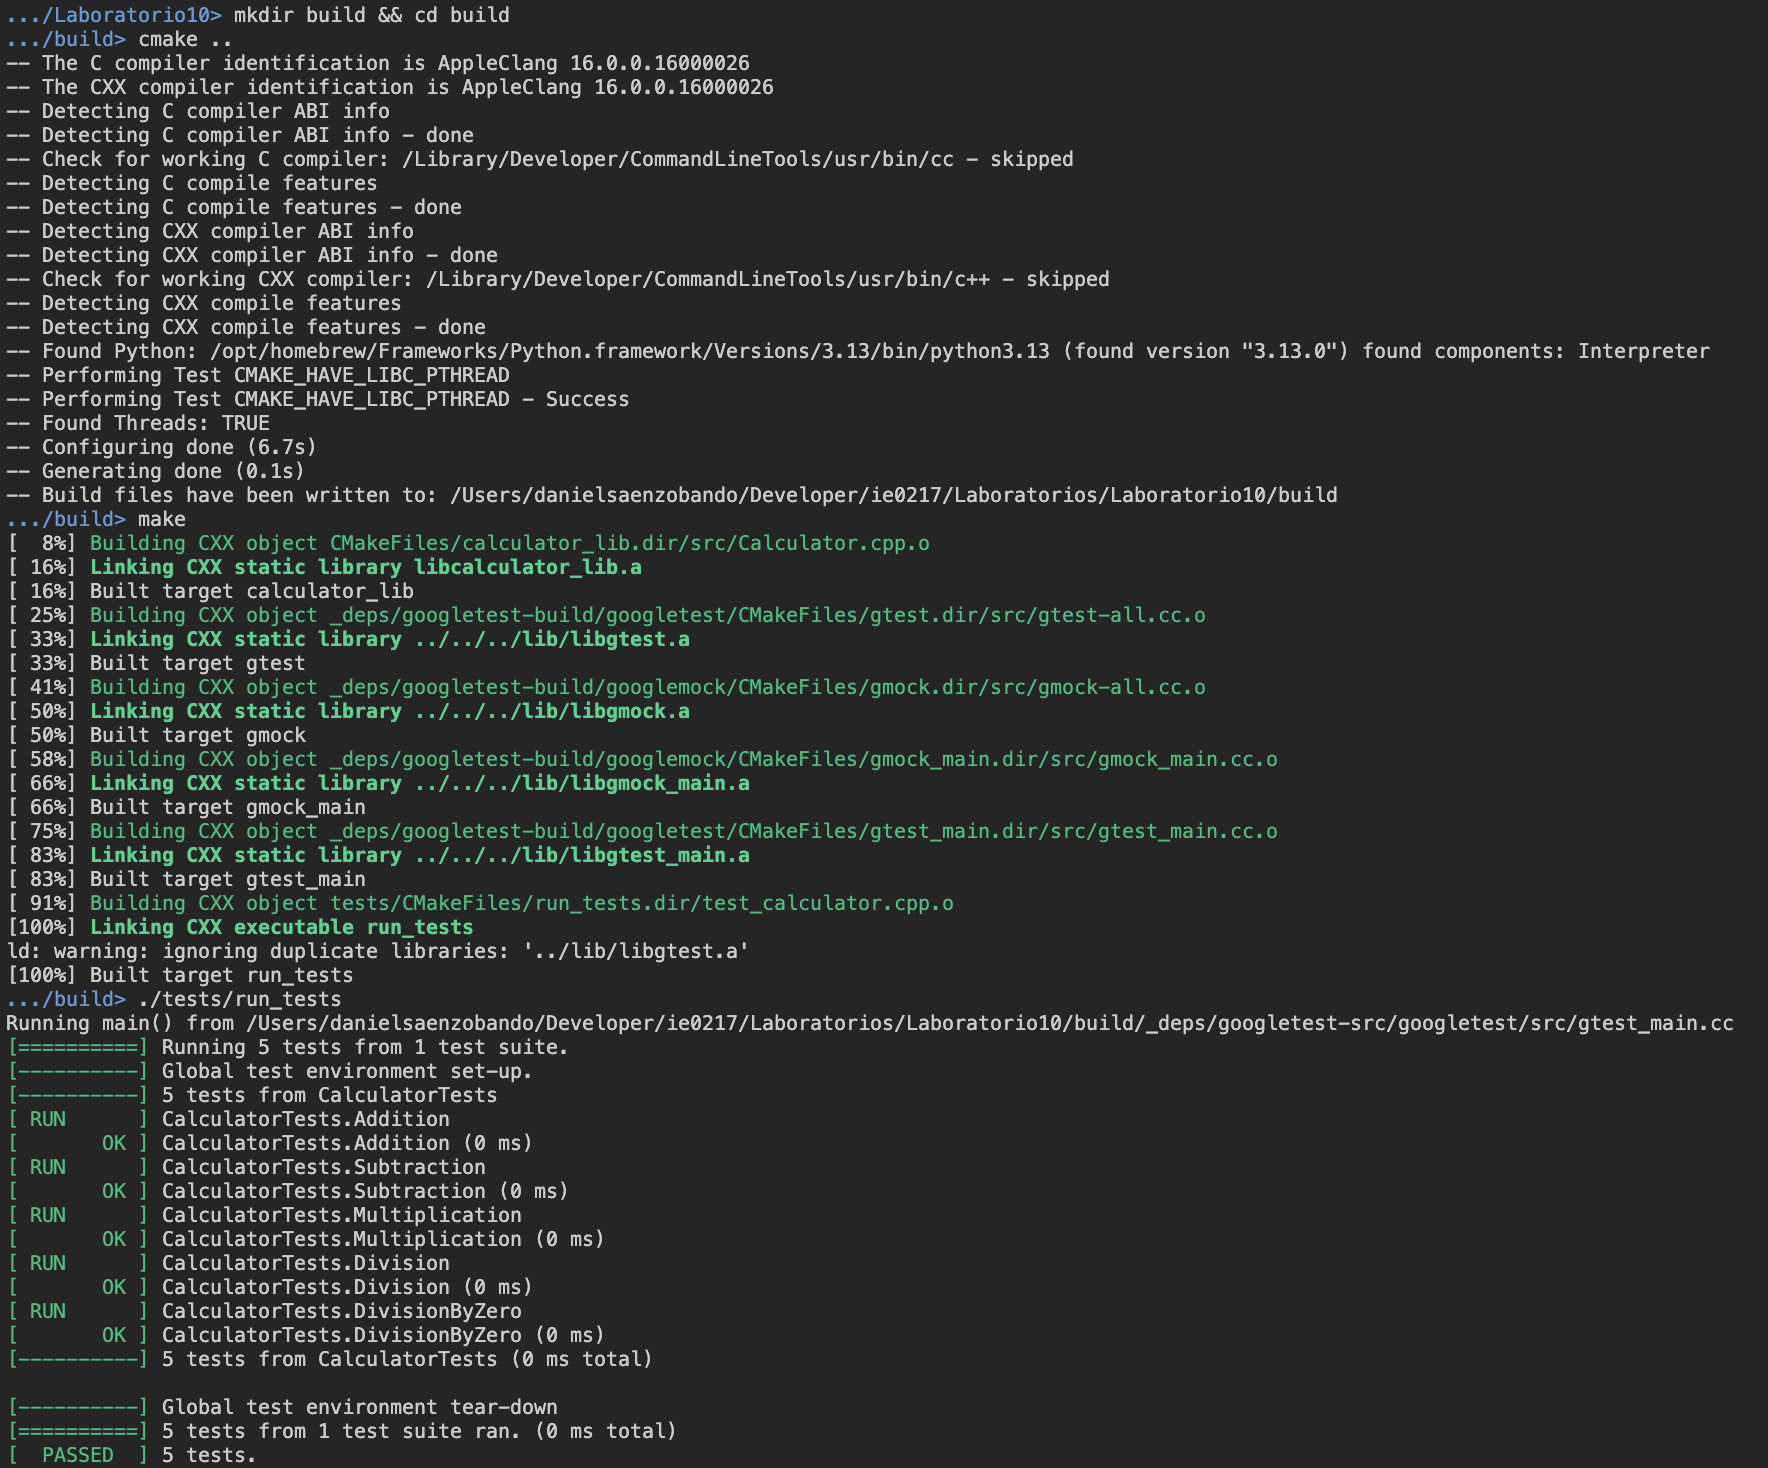 .../Laboratorio10> mkdir build && cd build
.../build> cmake ..
-- The C compiler identification is AppleClang 16.0.0.16000026
-- The CXX compiler identification is AppleClang 16.0.0.16000026
-- Detecting C compiler ABI info
-- Detecting C compiler ABI info - done
-- Check for working C compiler: /Library/Developer/CommandLineTools/usr/bin/cc - skipped
-- Detecting C compile features
-- Detecting C compile features - done
-- Detecting CXX compiler ABI info
-- Detecting CXX compiler ABI info - done
-- Check for working CXX compiler: /Library/Developer/CommandLineTools/usr/bin/c++ - skipped
-- Detecting CXX compile features
-- Detecting CXX compile features - done
-- Found Python: /opt/homebrew/Frameworks/Python.framework/Versions/3.13/bin/python3.13 (found version "3.13.0") found components: Interpreter
-- Performing Test CMAKE_HAVE_LIBC_PTHREAD
-- Performing Test CMAKE_HAVE_LIBC_PTHREAD - Success
-- Found Threads: TRUE
-- Configuring done (6.7s)
-- Generating done (0.1s)
-- Build files have been written to: /Users/danielsaenzobando/Developer/ie0217/Laboratorios/Laboratorio10/build
.../build> make
[  8%] Building CXX object CMakeFiles/calculator_lib.dir/src/Calculator.cpp.o
[ 16%] Linking CXX static library libcalculator_lib.a
[ 16%] Built target calculator_lib
[ 25%] Building CXX object _deps/googletest-build/googletest/CMakeFiles/gtest.dir/src/gtest-all.cc.o
[ 33%] Linking CXX static library ../../../lib/libgtest.a
[ 33%] Built target gtest
[ 41%] Building CXX object _deps/googletest-build/googlemock/CMakeFiles/gmock.dir/src/gmock-all.cc.o
[ 50%] Linking CXX static library ../../../lib/libgmock.a
[ 50%] Built target gmock
[ 58%] Building CXX object _deps/googletest-build/googlemock/CMakeFiles/gmock_main.dir/src/gmock_main.cc.o
[ 66%] Linking CXX static library ../../../lib/libgmock_main.a
[ 66%] Built target gmock_main
[ 75%] Building CXX object _deps/googletest-build/googletest/CMakeFiles/gtest_main.dir/src/gtest_main.cc.o
[ 83%] Linking CXX static library ../../../lib/libgtest_main.a
[ 83%] Built target gtest_main
[ 91%] Building CXX object tests/CMakeFiles/run_tests.dir/test_calculator.cpp.o
[100%] Linking CXX executable run_tests
ld: warning: ignoring duplicate libraries: '../lib/libgtest.a'
[100%] Built target run_tests
.../build> ./tests/run_tests
Running main() from /Users/danielsaenzobando/Developer/ie0217/Laboratorios/Laboratorio10/build/_deps/googletest-src/googletest/src/gtest_main.cc
[==========] Running 5 tests from 1 test suite.
[----------] Global test environment set-up.
[----------] 5 tests from CalculatorTests
[ RUN      ] CalculatorTests.Addition
[       OK ] CalculatorTests.Addition (0 ms)
[ RUN      ] CalculatorTests.Subtraction
[       OK ] CalculatorTests.Subtraction (0 ms)
[ RUN      ] CalculatorTests.Multiplication
[       OK ] CalculatorTests.Multiplication (0 ms)
[ RUN      ] CalculatorTests.Division
[       OK ] CalculatorTests.Division (0 ms)
[ RUN      ] CalculatorTests.DivisionByZero
[       OK ] CalculatorTests.DivisionByZero (0 ms)
[----------] 5 tests from CalculatorTests (0 ms total)

[----------] Global test environment tear-down
[==========] 5 tests from 1 test suite ran. (0 ms total)
[  PASSED  ] 5 tests.